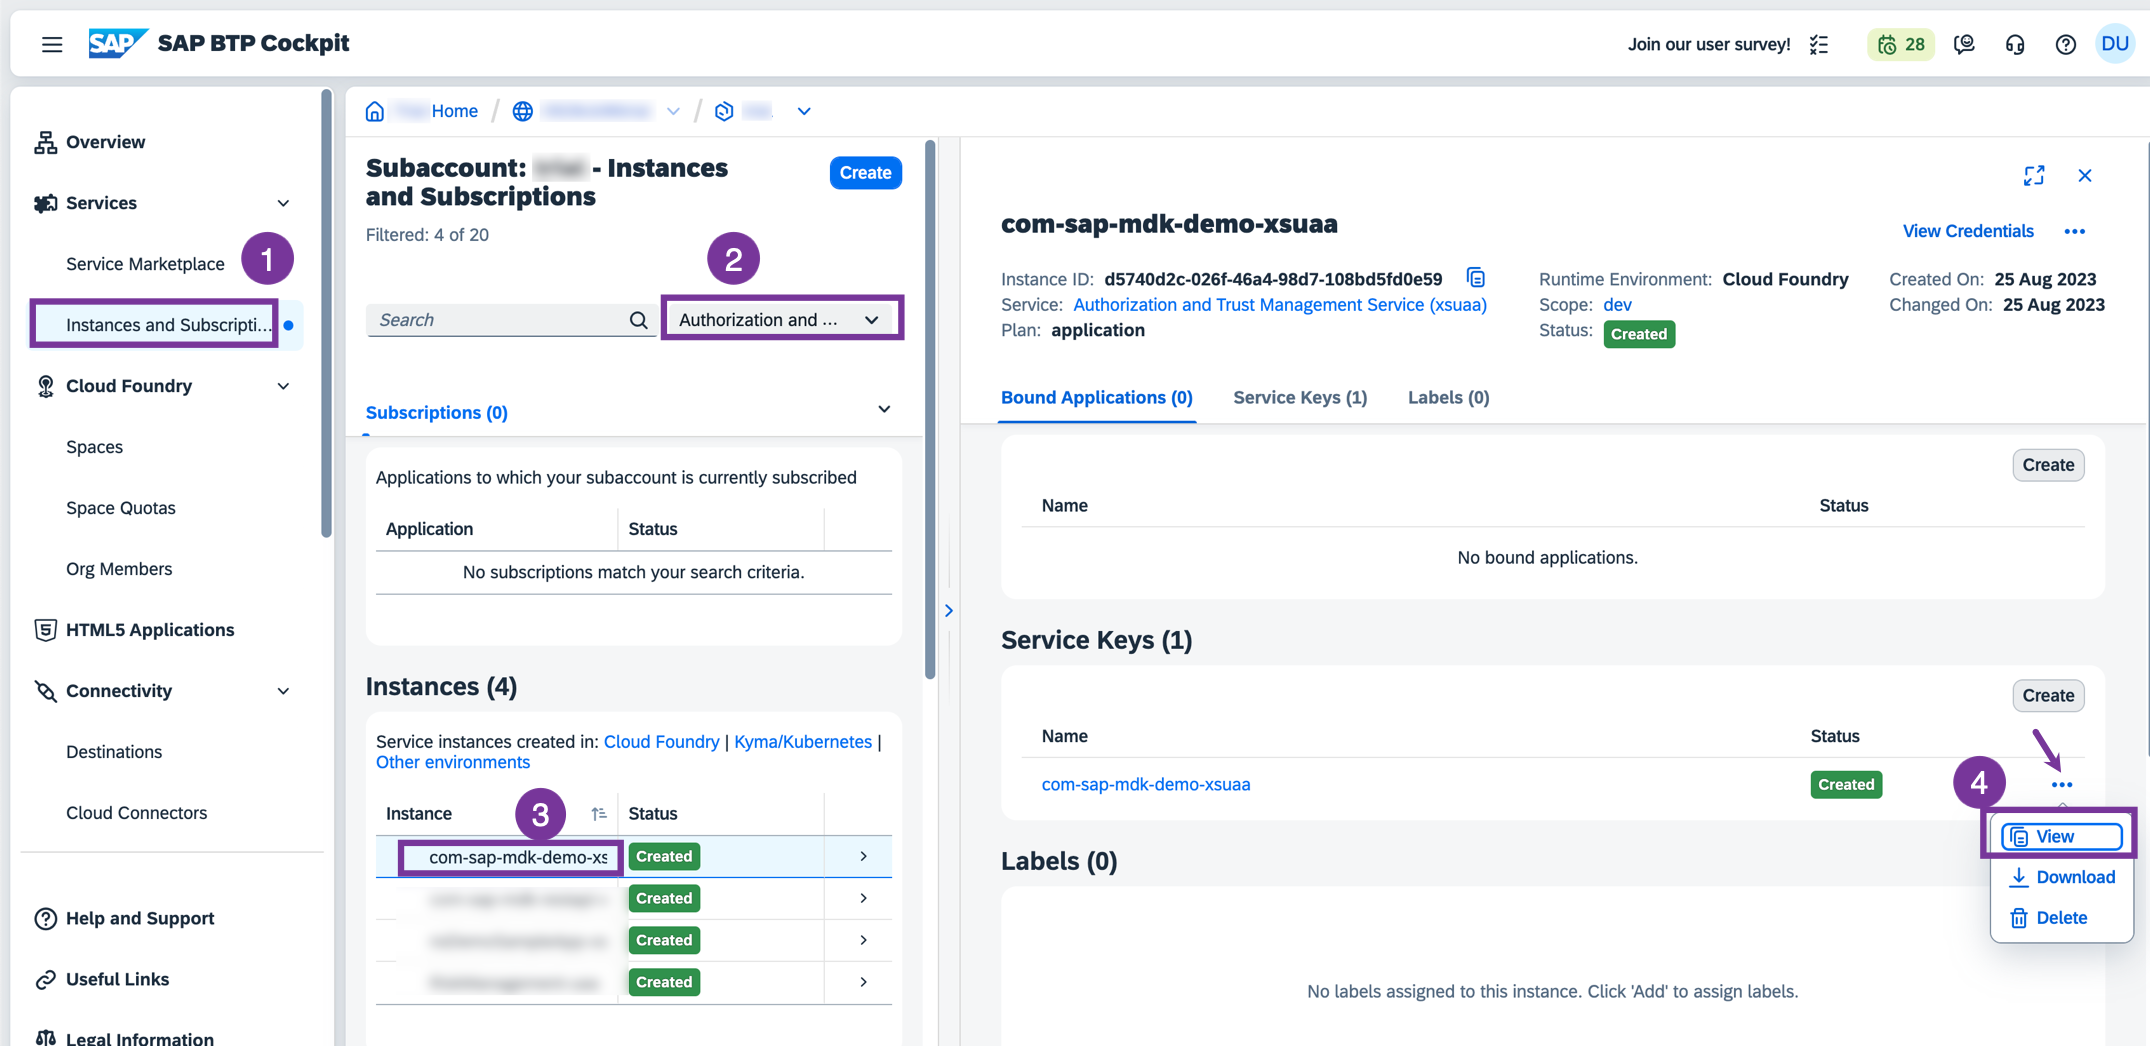 SAP SAP BTP Cockpit
Join our user survey!
28
DU
Overview
Services
Service Marketplace
1
Instances and Subscripti...
Cloud Foundry
Spaces
Space Quotas
Org Members
HTML5 Applications
Connectivity
Destinations
Cloud Connectors
Help and Support
Useful Links
Legal Information
Home / /
Subaccount: - Instances
and Subscriptions
Create
Filtered: 4 of 20
2
Search
Authorization and ...
Subscriptions (0)
Applications to which your subaccount is currently subscribed
Application Status
No subscriptions match your search criteria.
Instances (4)
Service instances created in: Cloud Foundry | Kyma/Kubernetes |
Other environments
Instance 3 Status
com-sap-mdk-demo-xs Created
Created
Created
Created
com-sap-mdk-demo-xsuaa
View Credentials
Instance ID: d5740d2c-026f-46a4-98d7-108bd5fd0e59
Service: Authorization and Trust Management Service (xsuaa)
Plan: application
Runtime Environment: Cloud Foundry
Scope: dev
Status: Created
Created On: 25 Aug 2023
Changed On: 25 Aug 2023
Bound Applications (0) Service Keys (1) Labels (0)
Create
Name Status
No bound applications.
Service Keys (1)
Create
Name Status
com-sap-mdk-demo-xsuaa Created
4
View
Download
Delete
Labels (0)
No labels assigned to this instance. Click 'Add' to assign labels.